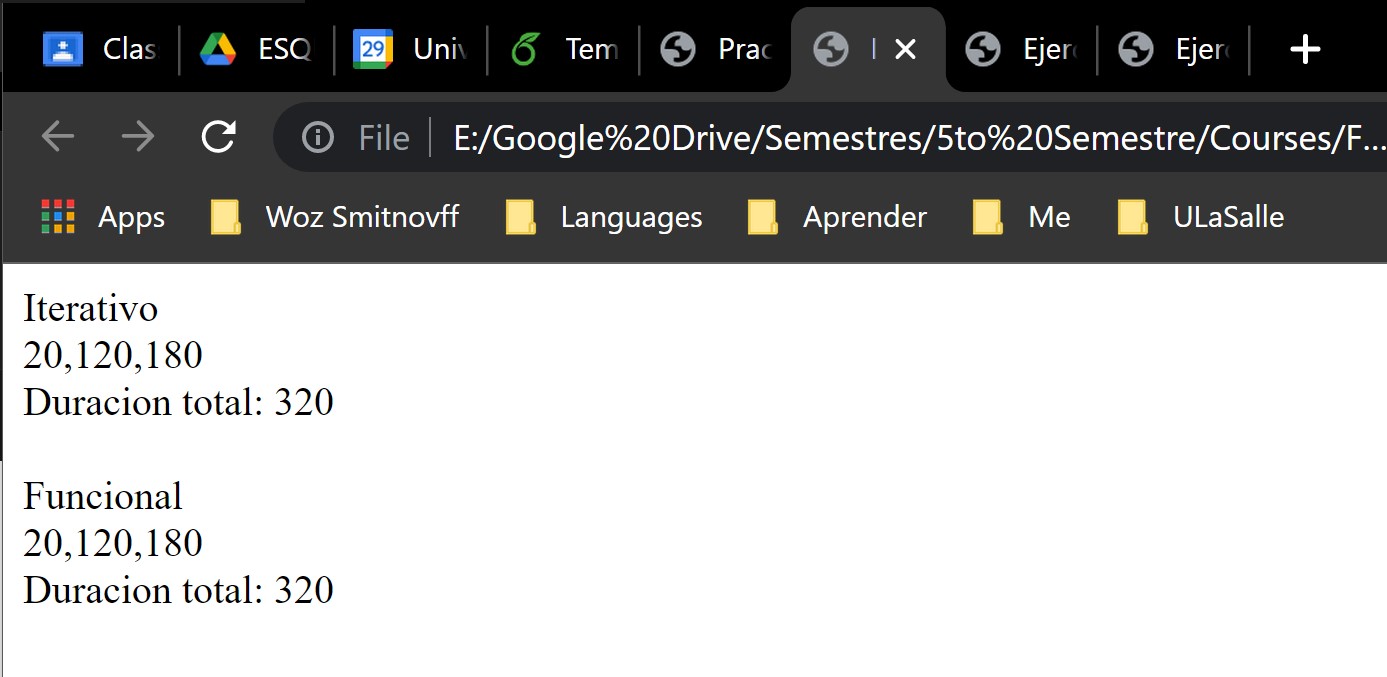 Clas ESQ 29 Univ Tem Prac Ejer Ejer
File E:/Google%20Drive/Semestres/5to%20Semestre/Courses/F...
Apps Woz Smitnovff Languages Aprender Me ULaSalle
Iterativo
20,120,180
Duracion total: 320
Funcional
20,120,180
Duracion total: 320